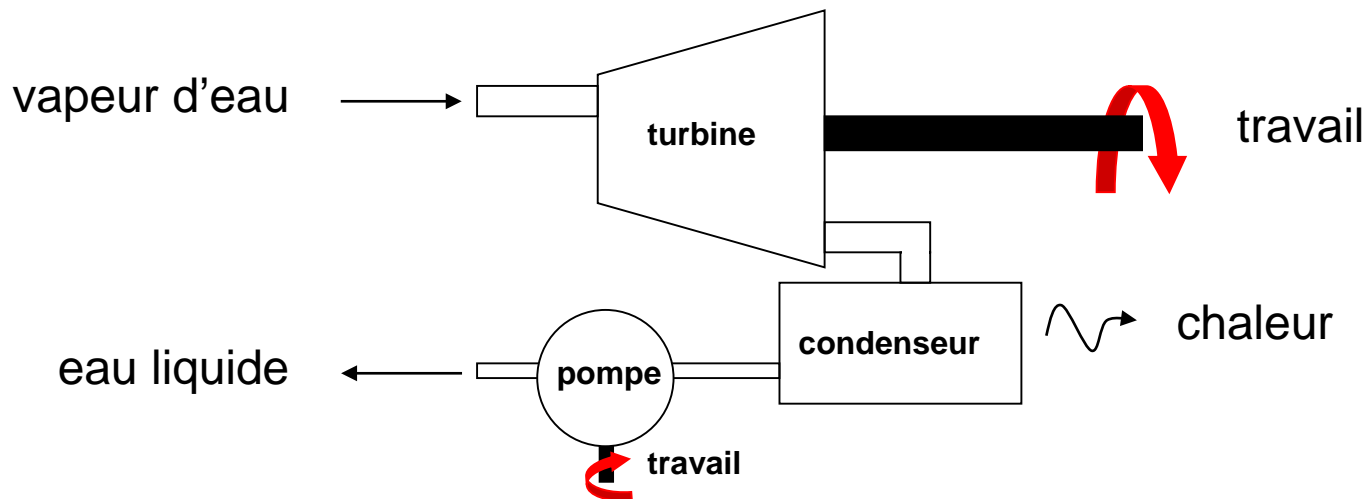 vapeur d’eau
turbine
travail
condenseur
chaleur
eau liquide
pompe
travail